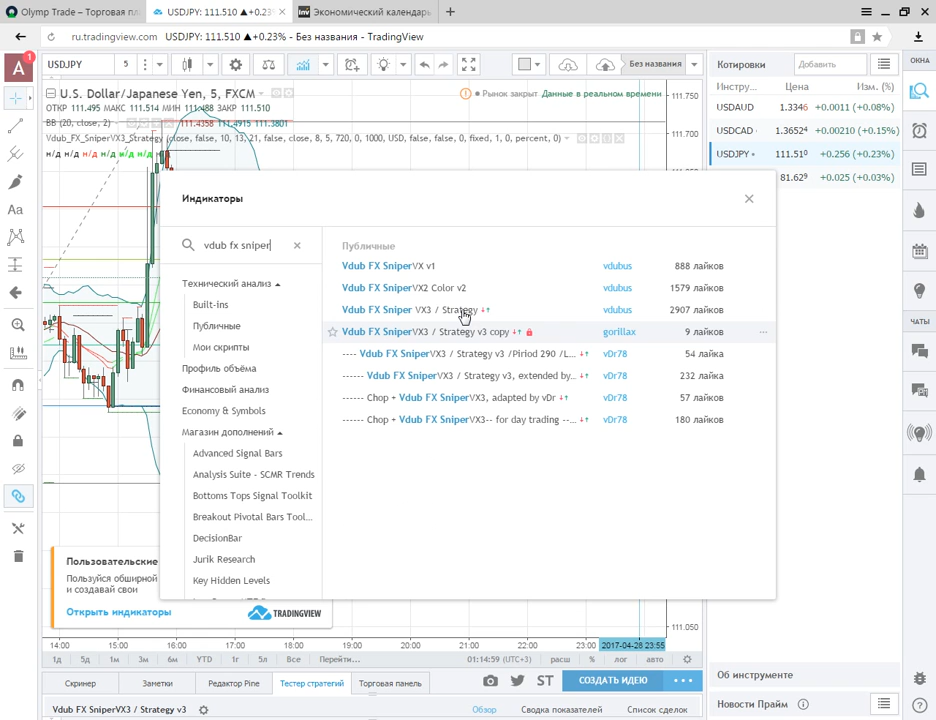 Olymp Trade – Торговая пл
USDJPY: 111.510 ▲+0.23
Экономический календарь
ru.tradingview.com USDJPY: 111.510 ▲+0.23% - Без названия - TradingView
A 1 USDJPY 5 Без названия Котировки Добавить
ОКНА
Инстру... Цена Изм. (%)
USDAUD 1.3346 +0.0011 (+0.08%)
USDCAD 1.36524 +0.00210 (+0.15%)
USDJPY 111.510 +0.256 (+0.23%)
81.629 +0.025 (+0.03%)
U.S. Dollar/Japanese Yen, 5, FXCM
Рынок закрыт Данные в реальном времени
ОТКР 111.495 МАКС 111.514 МИН 111.488 ЗАКР 111.510
BB (20, close, 2) 111.4358 111.4915 111.3801
Vdub_FX_SniperVX3_Strategy (close, false, 10, 13, 21, false, close, 8, 5, 720, 0, 1000, USD, false, false, 0, fixed, 1, 0, percent, 0)
н/д н/д н/д н/д н/д н/д
111.750
111.700
Индикаторы
vdub fx sniper
Публичные
Vdub FX SniperVX v1 vdubus 888 лайков
Vdub FX SniperVX2 Color v2 vdubus 1579 лайков
Vdub FX Sniper VX3 / Strategy vdubus 2907 лайков
Vdub FX SniperVX3 / Strategy v3 copy gorillax 9 лайков
---- Vdub FX SniperVX3 / Strategy v3 /Piriod 290 /L... vDr78 54 лайка
------ Vdub FX SniperVX3 / Strategy v3, extended by... vDr78 232 лайка
------ Chop + Vdub FX SniperVX3, adapted by vDr vDr78 57 лайков
------ Chop + Vdub FX SniperVX3-- for day trading --... vDr78 180 лайков
Технический анализ
Built-ins
Публичные
Мои скрипты
Профиль объёма
Финансовый анализ
Economy & Symbols
Магазин дополнений
Advanced Signal Bars
Analysis Suite - SCMR Trends
Bottoms Tops Signal Toolkit
Breakout Pivotal Bars Tool...
DecisionBar
Jurik Research
Key Hidden Levels
ЧАТЫ
Aa
Пользовательские
Пользуйся обширной
и создавай свои
Открыть индикаторы
TRADINGVIEW
111.050
14:00 15:00 16:00 17:00 18:00 19:00 20:00 21:00 22:00 23:00 2017-04-28 23:55
1д 5д 1м 3м 6м YTD 1г 5л Все Перейти... 01:14:59 (UTC+3) расш % лог авто
Об инструменте
Скринер Заметки Редактор Pine Тестер стратегий Торговая панель ST СОЗДАТЬ ИДЕЮ
Новости Прайм
Vdub FX SniperVX3 / Strategy v3 Обзор Сводка показателей Список сделок